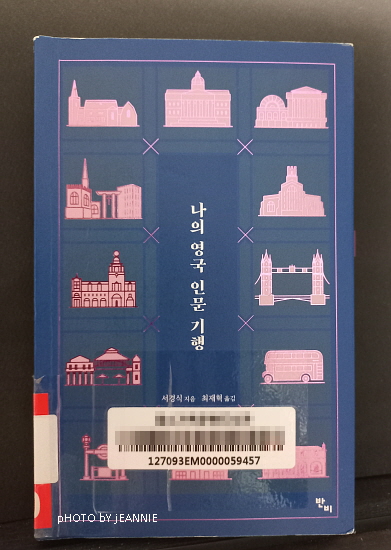 나의 영국 인문 기행
서경식 지음 최재혁 옮김
127093EM0000059457
반비
pHOTO BY jEANNIE